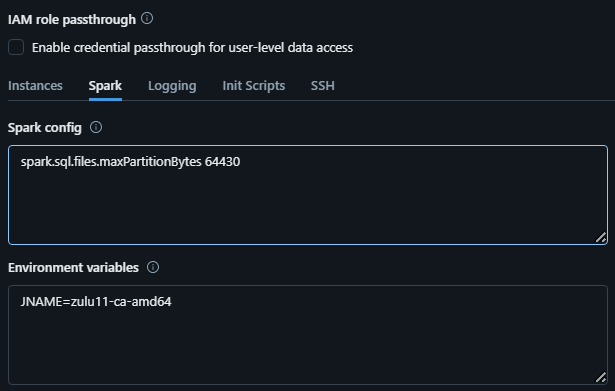 IAM role passthrough
Enable credential passthrough for user-level data access
Instances Spark Logging Init Scripts SSH
Spark config
spark.sql.files.maxPartitionBytes 64430
Environment variables
JNAME=zulu11-ca-amd64